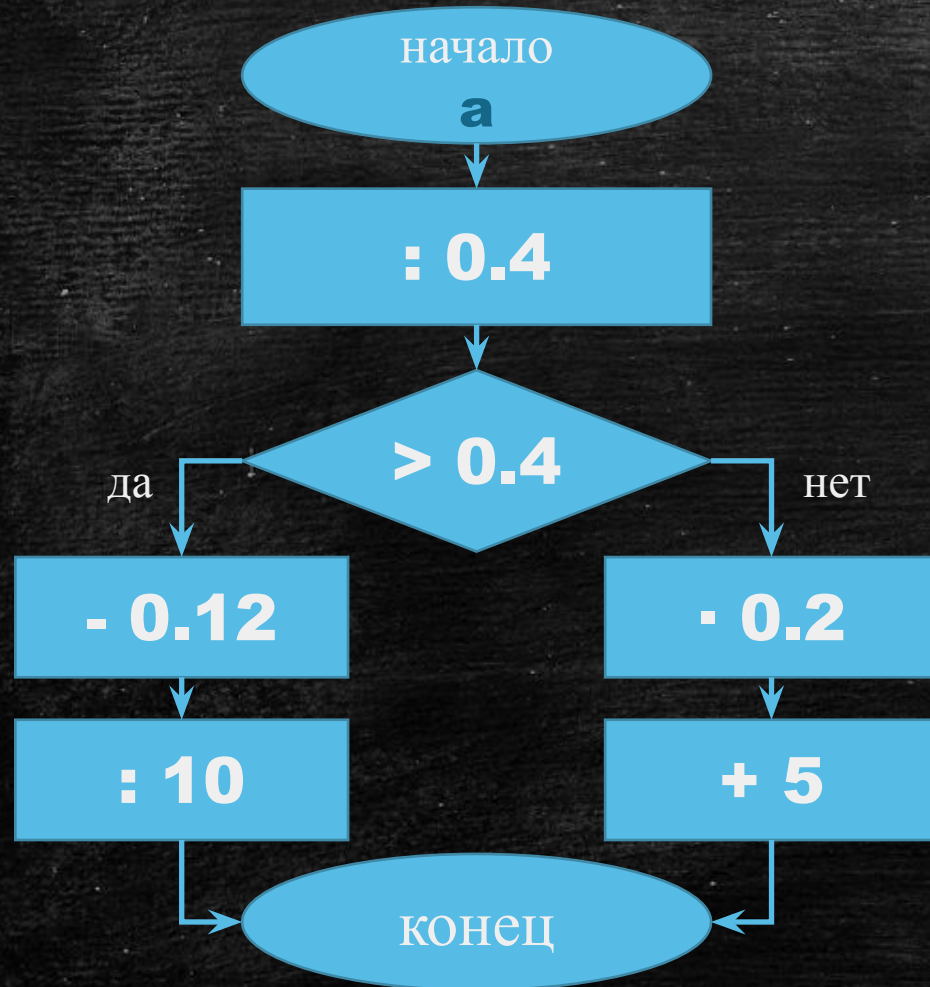 начало
a
: 0.4
> 0.4
да
нет
- 0.12
· 0.2
: 10
+ 5
конец